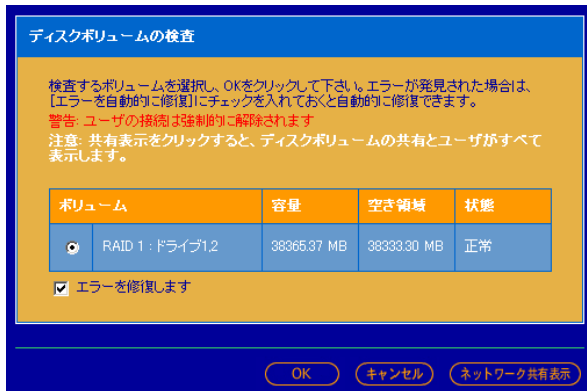 ディスクボリュームの検査
検査するボリュームを選択し、OKをクリックして下さい。エラーが発見された場合は、
[エラーを自動的に修復]にチェックを入れておくと自動的に修復できます。
警告: ユーザの接続は強制的に解除されます
注意: 共有表示をクリックすると、ディスクボリュームの共有とユーザがすべて
表示します。
ボリューム 容量 空き領域 状態
RAID 1 : ドライブ1,2 38365.37 MB 38333.30 MB 正常
エラーを修復します
OK キャンセル ネットワーク共有表示